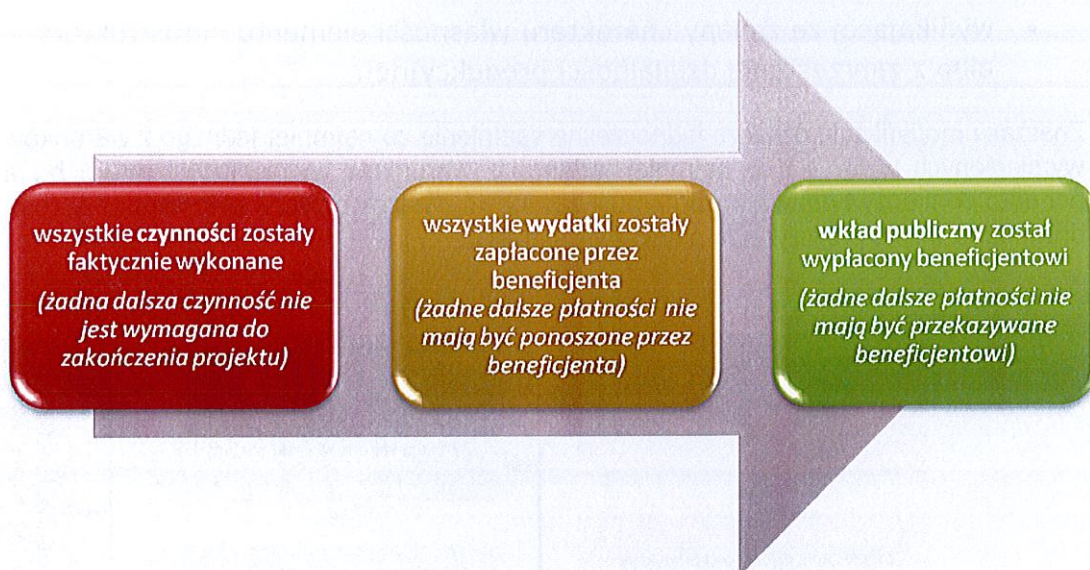 wszystkie czynności zostały
faktycznie wykonane
(żadna dalsza czynność nie
jest wymagana do
zakończenia projektu)
wszystkie wydatki zostały
zapłacone przez
beneficjenta
(żadne dalsze płatności nie
mają być ponoszone przez
beneficjenta)
wkład publiczny został
wypłacony beneficjentowi
(żadne dalsze płatności nie
mają być przekazywane
beneficjentowi)